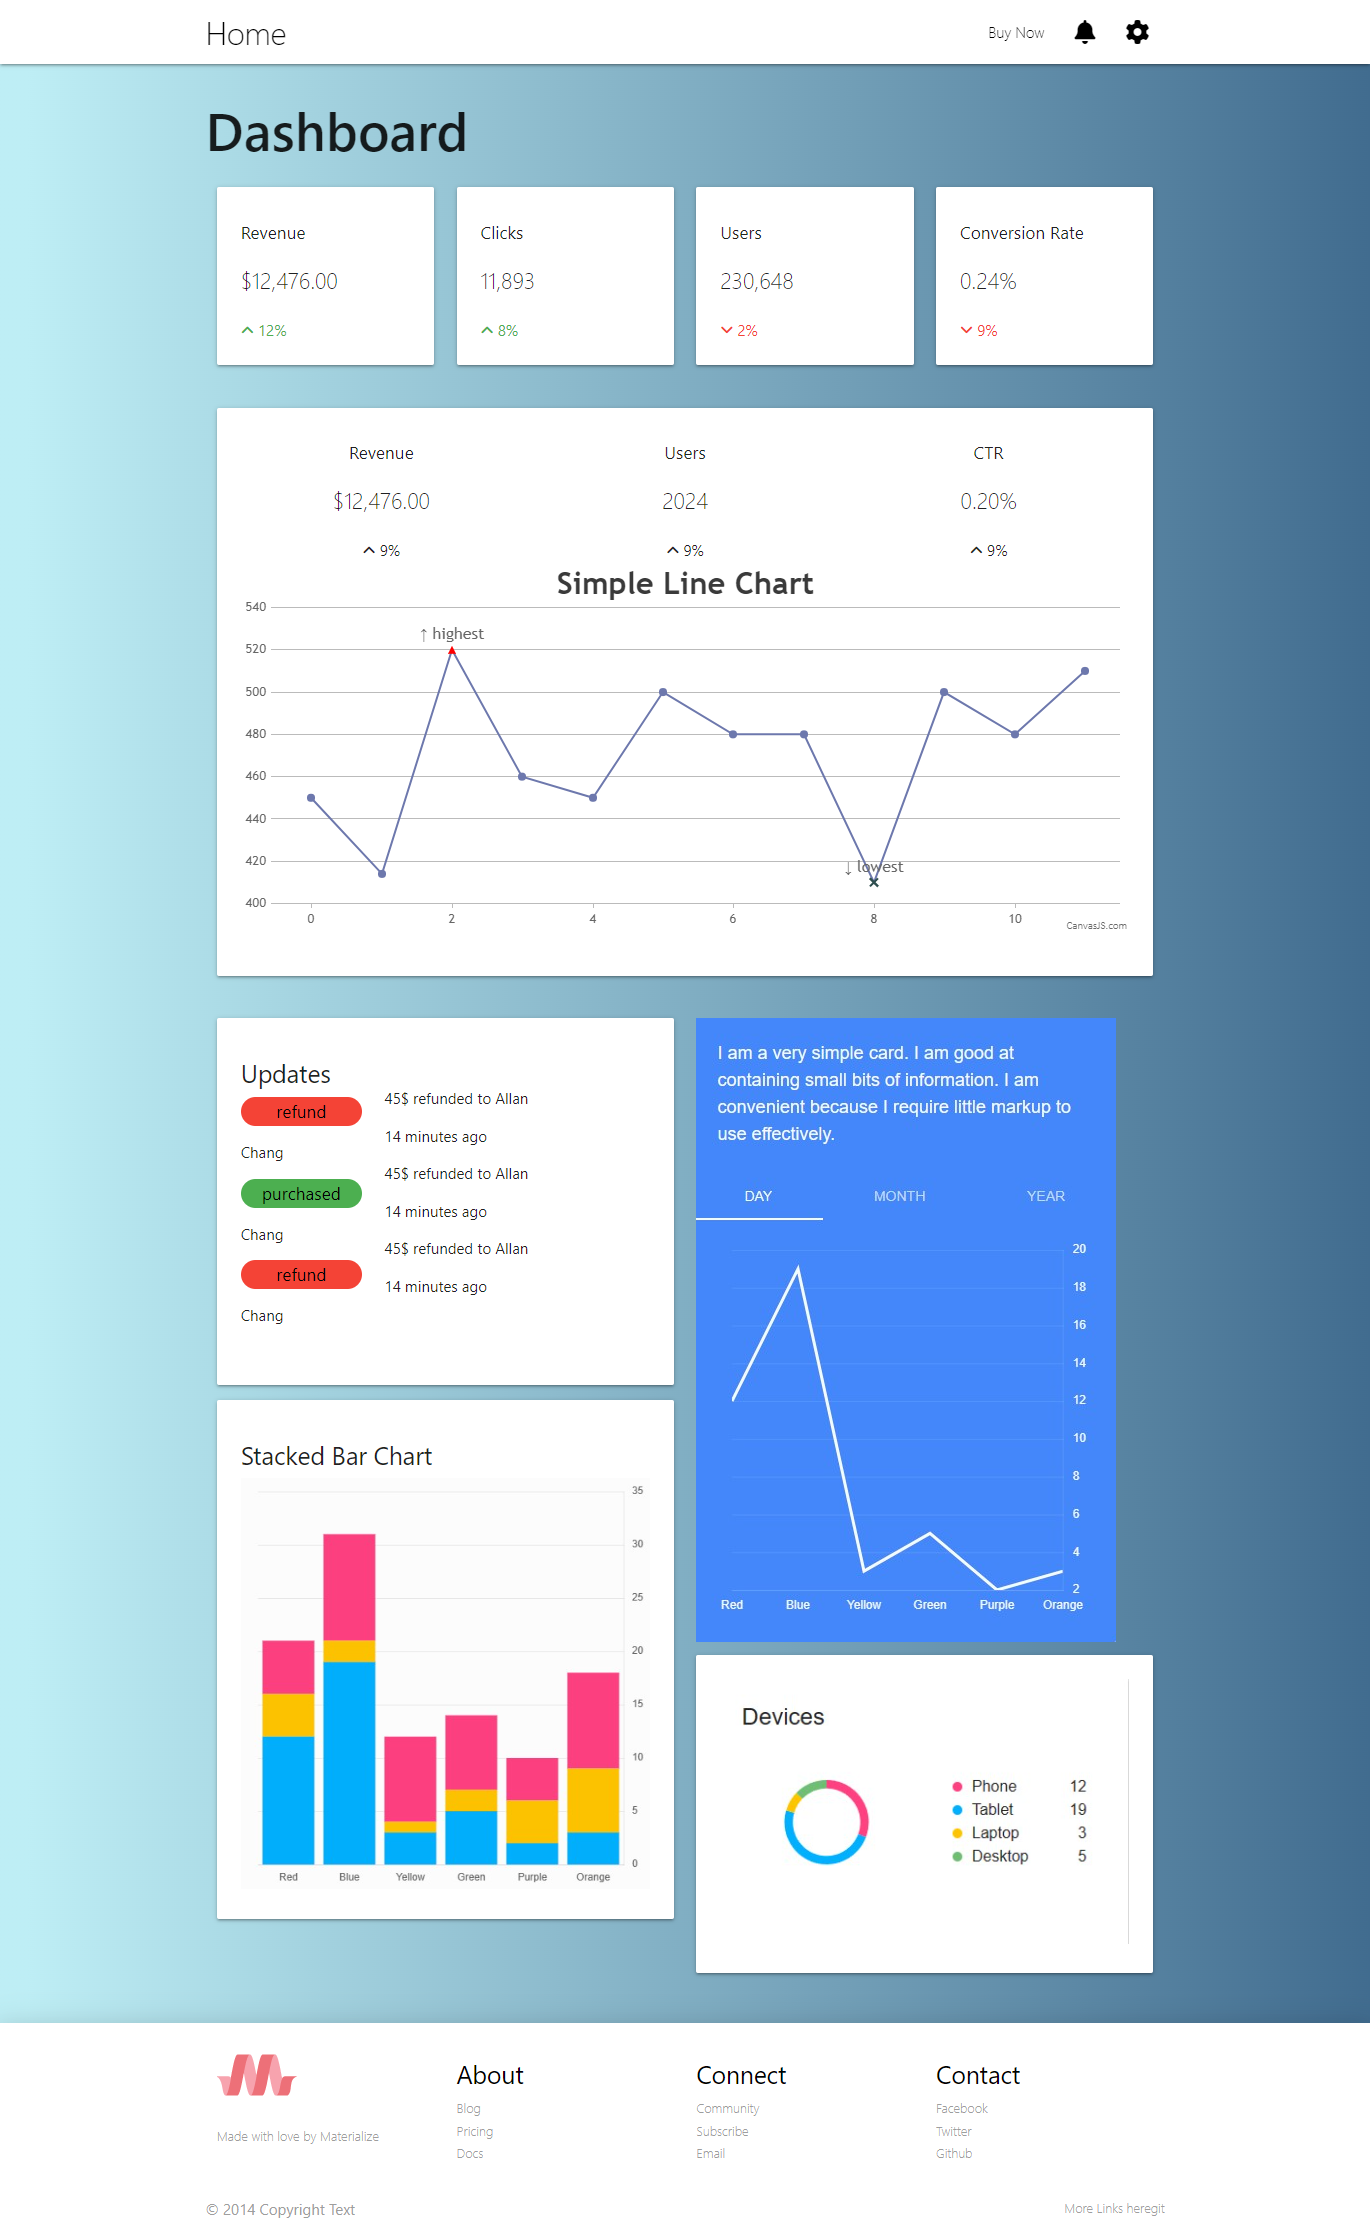 Home
Buy Now
Dashboard
Revenue
$12,476.00
12%
Clicks
11,893
8%
Users
230,648
2%
Conversion Rate
0.24%
9%
Revenue
$12,476.00
9%
Users
2024
9%
CTR
0.20%
9%
Simple Line Chart
540
520
500
480
460
440
420
400
↑ highest
↓ lowest
0
2
4
6
8
10
CanvasJS.com
Updates
refund
45$ refunded to Allan
14 minutes ago
Chang
purchased
45$ refunded to Allan
14 minutes ago
Chang
refund
45$ refunded to Allan
14 minutes ago
Chang
Stacked Bar Chart
35
30
25
20
15
10
5
0
Red
Blue
Yellow
Green
Purple
Orange
I am a very simple card. I am good at
containing small bits of information. I am
convenient because I require little markup to
use effectively.
DAY
MONTH
YEAR
20
18
16
14
12
10
8
6
4
2
Red
Blue
Yellow
Green
Purple
Orange
Devices
Phone 12
Tablet 19
Laptop 3
Desktop 5
Made with love by Materialize
About
Blog
Pricing
Docs
Connect
Community
Subscribe
Email
Contact
Facebook
Twitter
Github
© 2014 Copyright Text
More Links heregit